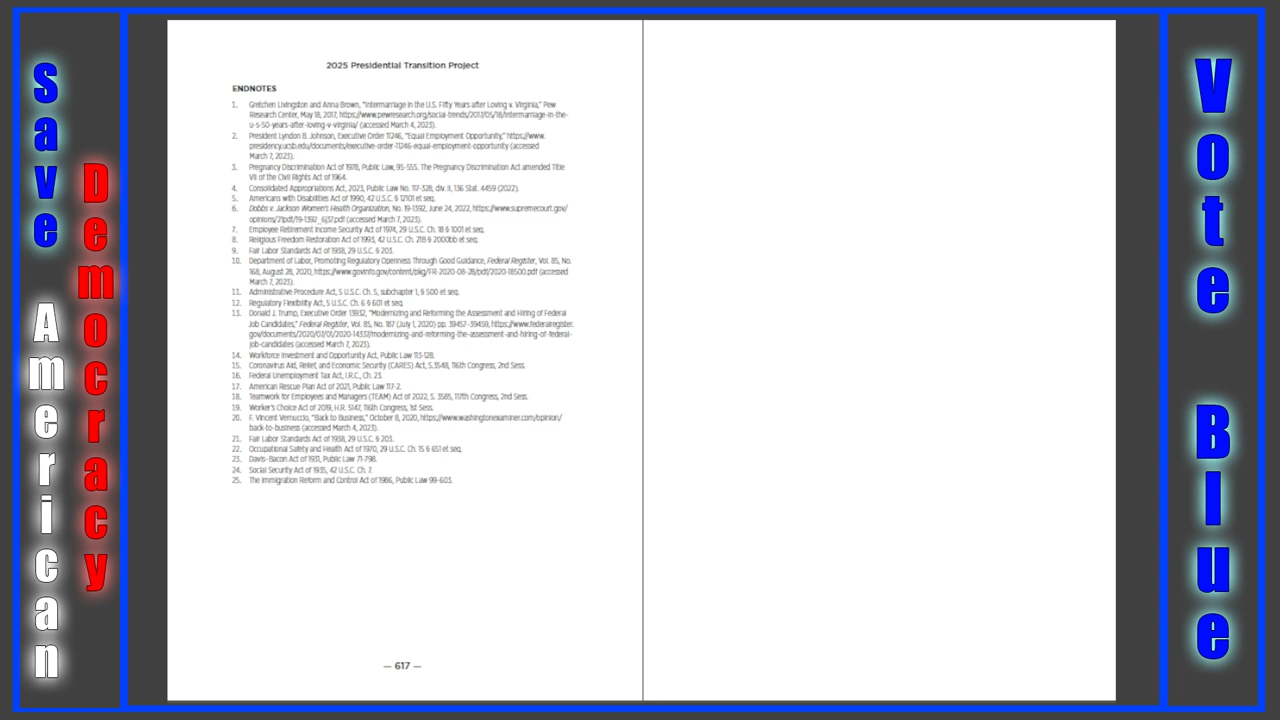 Save
American
Democracy
2025 Presidential Transition Project
ENDNOTES
1. Gretchen Livingston and Anna Brown, "Intermarriage in the U.S. Fifty Years after Loving v. Virginia," Pew
Research Center, May 18, 2017, https://www.pewresearch.org/social-trends/2017/05/18/intermarriage-in-the-
u-s-50-years-after-loving-v-virginia/ (accessed March 4, 2023).
2. President Lyndon B. Johnson, Executive Order 11246, "Equal Employment Opportunity," https://www.
presidency.ucsb.edu/documents/executive-order-11246-equal-employment-opportunity (accessed
March 7, 2023).
3. Pregnancy Discrimination Act of 1978, Public Law, 95-555. The Pregnancy Discrimination Act amended Title
VII of the Civil Rights Act of 1964.
4. Consolidated Appropriations Act, 2023, Public Law No. 117-328, div. II, 136 Stat. 4459 (2022).
5. Americans with Disabilities Act of 1990, 42 U.S.C. § 12101 et seq.
6. Dobbs v. Jackson Women's Health Organization, No. 19-1392, June 24, 2022, https://www.supremecourt.gov/
opinions/21pdf/19-1392_6j37.pdf (accessed March 7, 2023).
7. Employee Retirement Income Security Act of 1974, 29 U.S.C. Ch. 18 § 1001 et seq.
8. Religious Freedom Restoration Act of 1993, 42 U.S.C. Ch. 21B § 2000bb et seq.
9. Fair Labor Standards Act of 1938, 29 U.S.C. § 203.
10. Department of Labor, Promoting Regulatory Openness Through Good Guidance, Federal Register, Vol. 85, No.
168, August 28, 2020, https://www.govinfo.gov/content/pkg/FR-2020-08-28/pdf/2020-18500.pdf (accessed
March 7, 2023).
11. Administrative Procedure Act, 5 U.S.C. Ch. 5, subchapter 1, § 500 et seq.
12. Regulatory Flexibility Act, 5 U.S.C. Ch. 6 § 601 et seq.
13. Donald J. Trump, Executive Order 13932, "Modernizing and Reforming the Assessment and Hiring of Federal
Job Candidates," Federal Register, Vol. 85, No. 187 (July 1, 2020) pp. 39457-39459, https://www.federalregister.
gov/documents/2020/07/01/2020-14337/modernizing-and-reforming-the-assessment-and-hiring-of-federal-
job-candidates (accessed March 7, 2023).
14. Workforce Investment and Opportunity Act, Public Law 113-128.
15. Coronavirus Aid, Relief, and Economic Security (CARES) Act, S.3548, 116th Congress, 2nd Sess.
16. Federal Unemployment Tax Act, I.R.C., Ch. 23.
17. American Rescue Plan Act of 2021, Public Law 117-2.
18. Teamwork for Employees and Managers (TEAM) Act of 2022, S. 3585, 117th Congress, 2nd Sess.
19. Worker's Choice Act of 2019, H.R. 5147, 116th Congress, 1st Sess.
20. F. Vincent Vernuccio, "Back to Business," October 8, 2020, https://www.washingtonexaminer.com/opinion/
back-to-business (accessed March 4, 2023).
21. Fair Labor Standards Act of 1938, 29 U.S.C. § 203.
22. Occupational Safety and Health Act of 1970, 29 U.S.C. Ch. 15 § 651 et seq.
23. Davis-Bacon Act of 1931, Public Law 71-798.
24. Social Security Act of 1935, 42 U.S.C. Ch. 7.
25. The Immigration Reform and Control Act of 1986, Public Law 99-603.
— 617 —
Vote
Blue